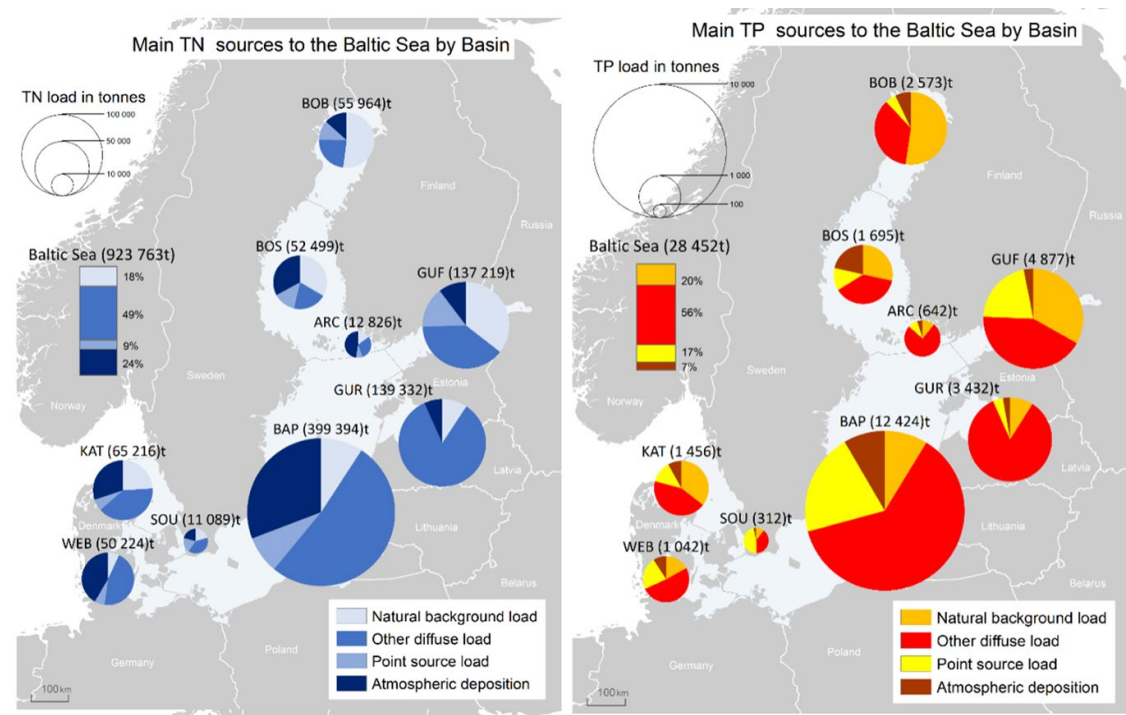 Main TN sources to the Baltic Sea by Basin
TN load in tonnes
100 000
50 000
10 000
BOB (55 964)t
Finland
Russia
Baltic Sea (923 763t)
18%
49%
9%
24%
BOS (52 499)t
GUF (137 219)t
ARC (12 826)t
Sweden
Norway
Estonia
GUR (139 332)t
BAP (399 394)t
KAT (65 216)t
Latvia
Denmark
SOU (11 089)t
Lithuania
WEB (50 224)t
Belarus
Natural background load
Other diffuse load
Point source load
Atmospheric deposition
Germany
Poland
100 km
Main TP sources to the Baltic Sea by Basin
TP load in tonnes
10 000
1 000
100
BOB (2 573)t
Finland
Russia
Baltic Sea (28 452t)
20%
56%
17%
7%
BOS (1 695)t
GUF (4 877)t
ARC (642)t
Sweden
Norway
Estonia
GUR (3 432)t
BAP (12 424)t
KAT (1 456)t
Latvia
Denmark
SOU (312)t
Lithuania
WEB (1 042)t
Belarus
Natural background load
Other diffuse load
Point source load
Atmospheric deposition
Germany
Poland
100 km